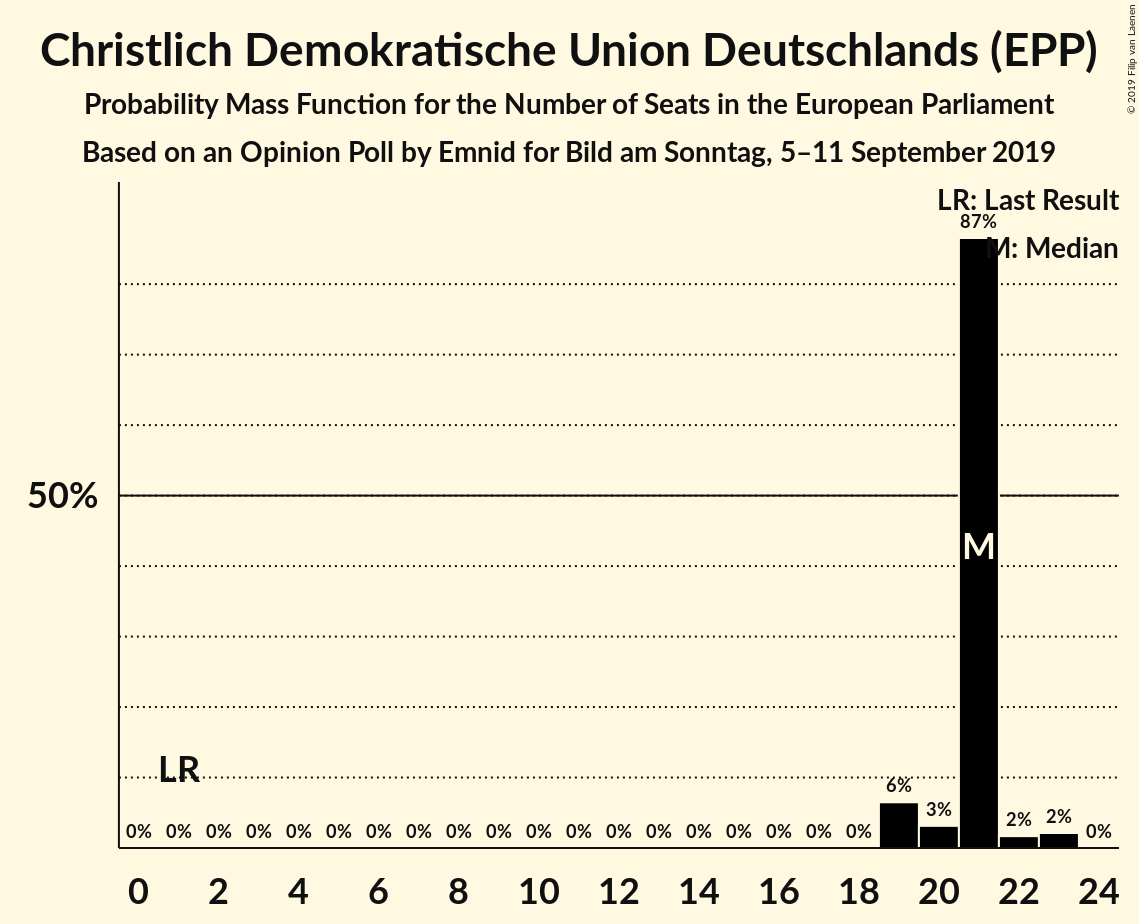 Christlich Demokratische Union Deutschlands (EPP)
Probability Mass Function for the Number of Seats in the European Parliament
Based on an Opinion Poll by Emnid for Bild am Sonntag, 5–11 September 2019
© 2019 Filip van Laenen
LR: Last Result
87%
M: Median
50%
M
LR
6%
3%
2% 2%
0% 0% 0% 0% 0% 0% 0% 0% 0% 0% 0% 0% 0% 0% 0% 0% 0% 0% 0% 0%
0 2 4 6 8 10 12 14 16 18 20 22 24